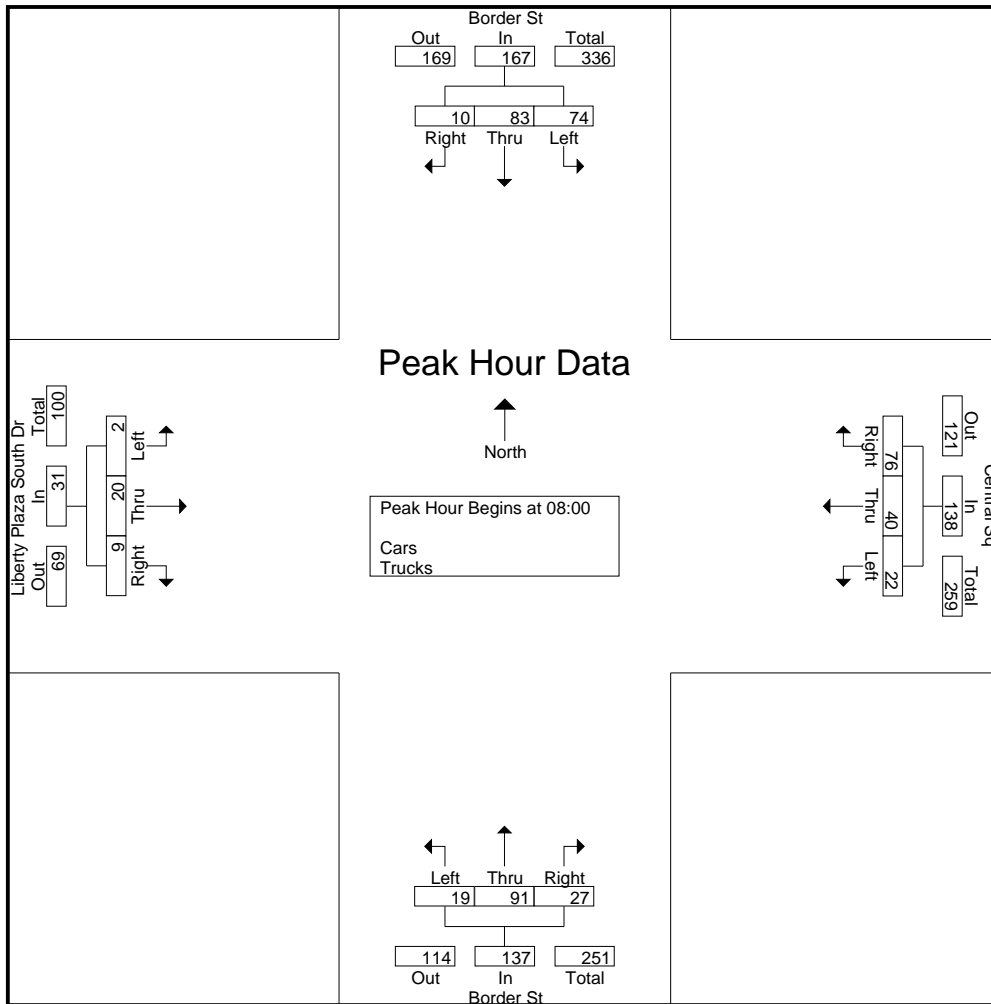 Border St
Out In Total
169 167 336
10 83 74
Right Thru Left
Peak Hour Data
North
Peak Hour Begins at 08:00
Cars
Trucks
Liberty Plaza South Dr
Out In Total
69 31 100
2 20 9
Left Thru Right
Central Sq
Out In Total
121 138 259
76 40 22
Right Thru Left
Left Thru Right
19 91 27
114 137 251
Out In Total
Border St